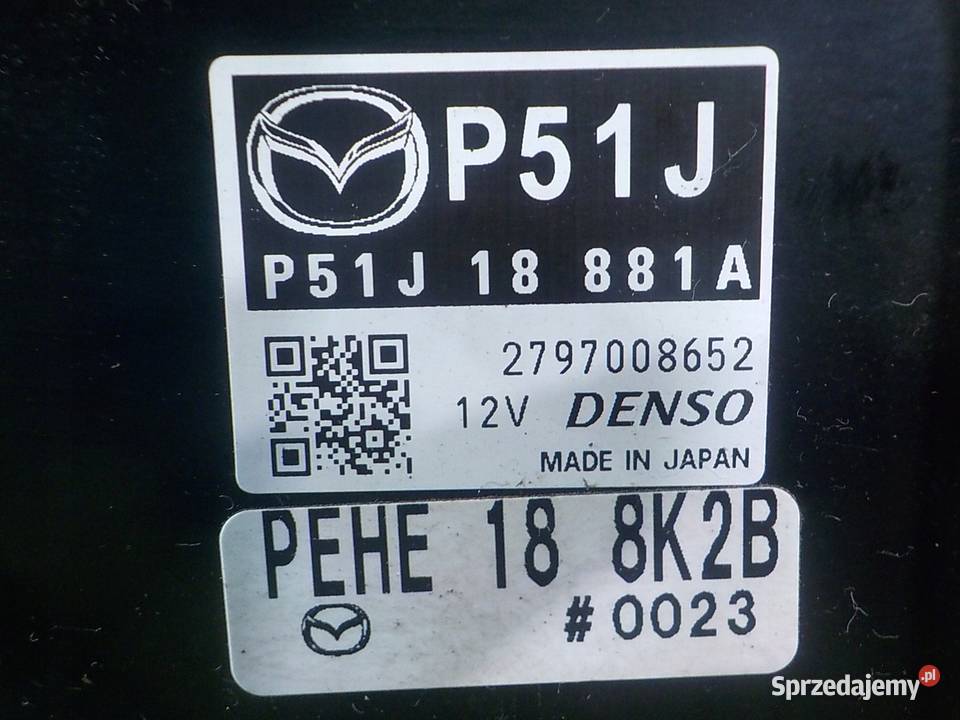 P51J
P51J 18 881A
2797008652
12V DENSO
MADE IN JAPAN
PEHE 18 8K2B
#0023
Sprzedajemy.pl